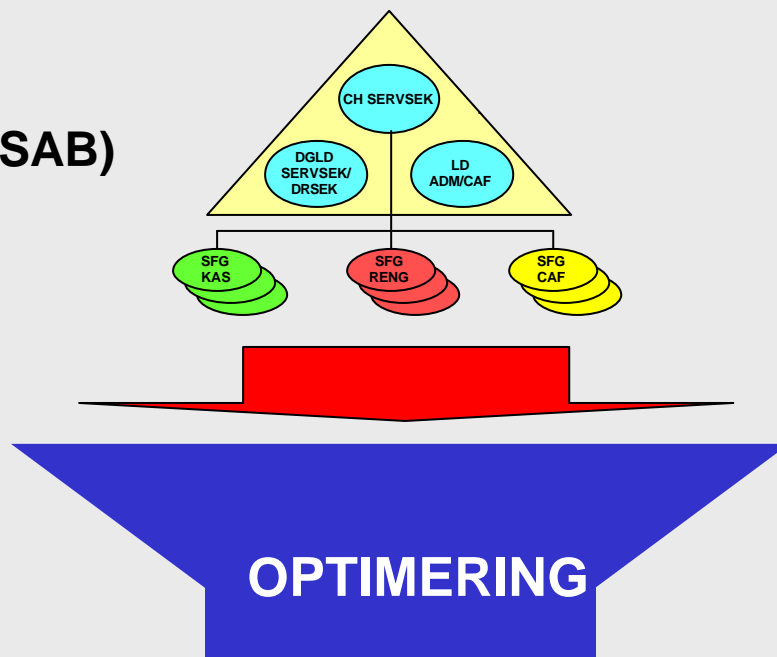 CH SERVSEK
SAB)
DGLD
SERVSEK/
DRSEK
LD
ADM/CAF
SFG
KAS
SFG
RENG
SFG
CAF
OPTIMERING